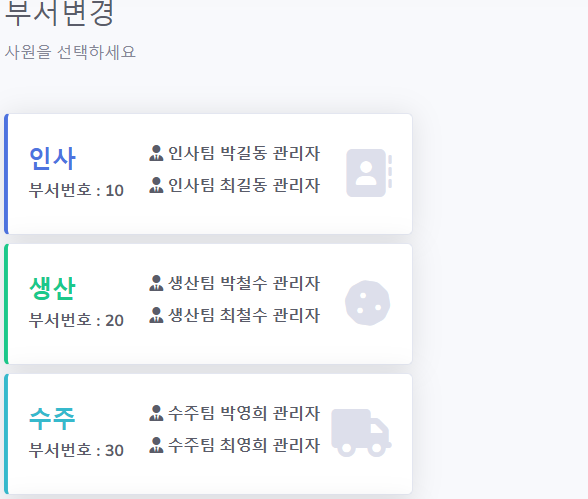 부서변경
사원을 선택하세요
인사
부서번호 : 10
인사팀 박길동 관리자
인사팀 최길동 관리자
생산
부서번호 : 20
생산팀 박철수 관리자
생산팀 최철수 관리자
수주
부서번호 : 30
수주팀 박영희 관리자
수주팀 최영희 관리자